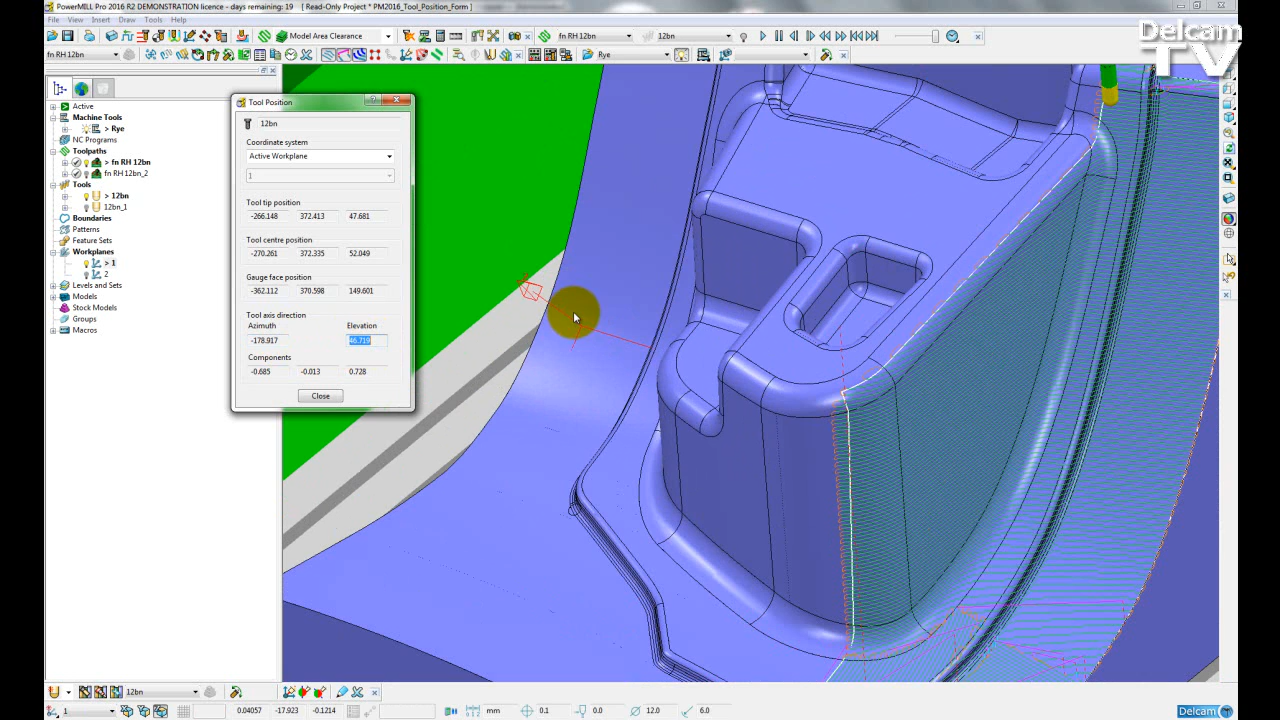 PowerMILL Pro 2016 R2 DEMONSTRATION licence - days remaining: 19 [ Read-Only Project * PM2016_Tool_Position_Form ]
File View Insert Draw Tools Help
Delcam
TV
Model Area Clearance
fn RH 12bn
12bn
fn RH 12bn
Rye
Active
Machine Tools
> Rye
NC Programs
Toolpaths
> fn RH 12bn
fn RH 12bn_2
Tools
> 12bn
12bn_1
Boundaries
Patterns
Feature Sets
Workplanes
> 1
2
Levels and Sets
Models
Stock Models
Groups
Macros
Tool Position
12bn
Coordinate system
Active Workplane
1
Tool tip position
-266.148 372.413 47.681
Tool centre position
-270.261 372.335 52.049
Gauge face position
-362.112 370.598 149.601
Tool axis direction
Azimuth Elevation
-178.917 46.719
Components
-0.685 -0.013 0.728
Close
12bn
1 0.04057 -17.923 -0.1214 mm 0.1 0.0 12.0 6.0
Delcam